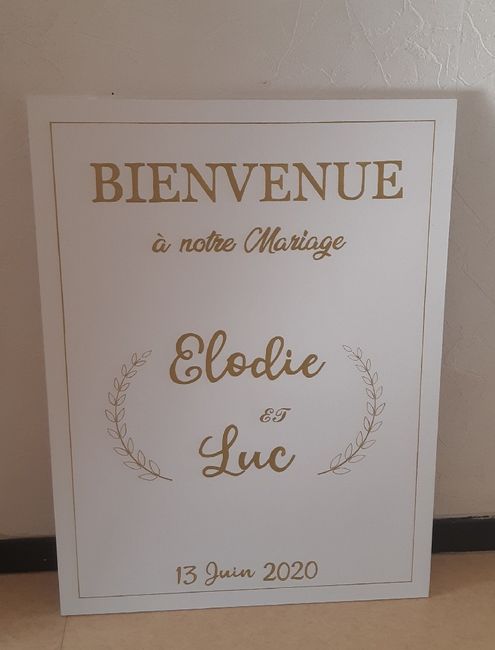 BIENVENUE
à notre Mariage
Elodie
ET
Luc
13 Juin 2020